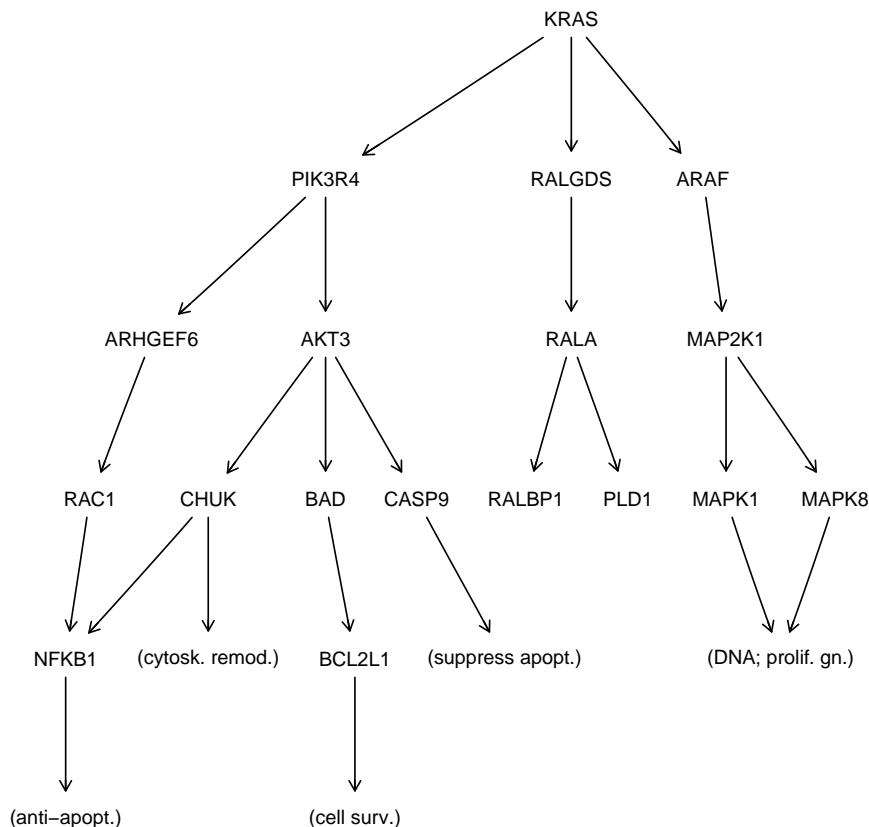 KRAS
PIK3R4 RALGDS ARAF
ARHGEF6 AKT3 RALA MAP2K1
RAC1 CHUK BAD CASP9 RALBP1 PLD1 MAPK1 MAPK8
NFKB1 (cytosk. remod.) BCL2L1 (suppress apopt.) (DNA; prolif. gn.)
(anti−apopt.) (cell surv.)